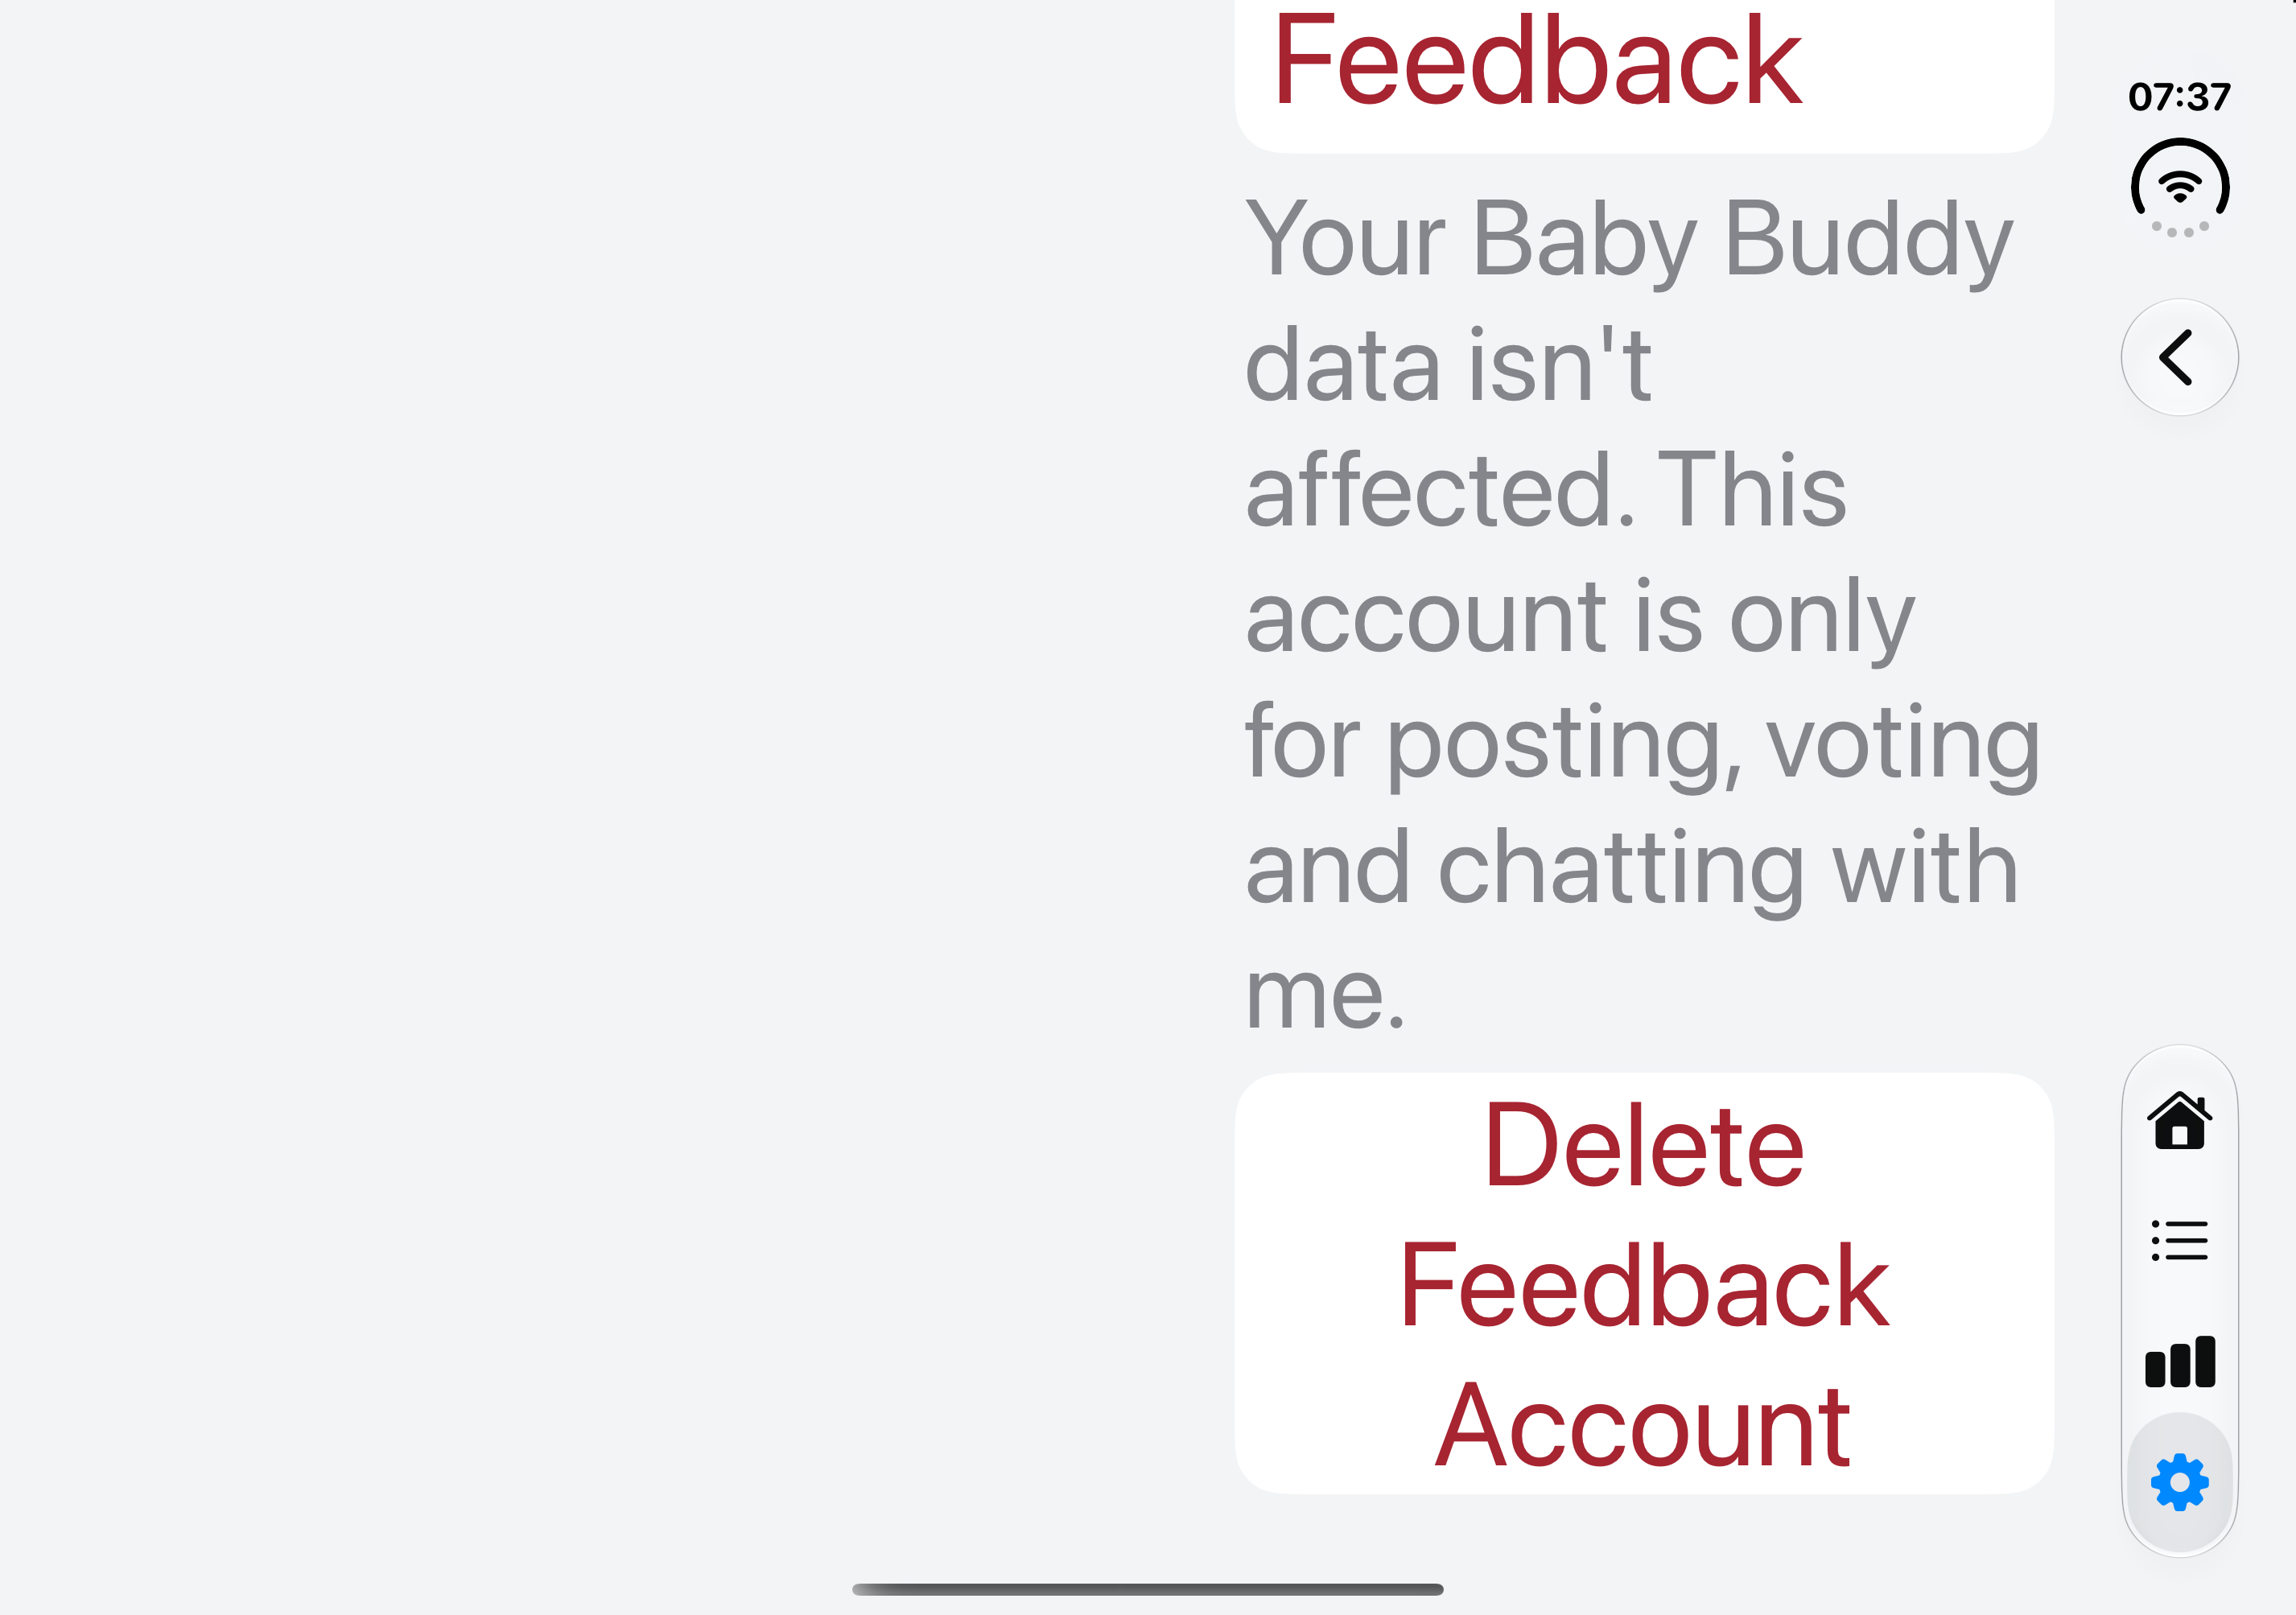 Feedback
07:37
Your Baby Buddy
data isn't
affected. This
account is only
for posting, voting
and chatting with
me.
Delete
Feedback
Account